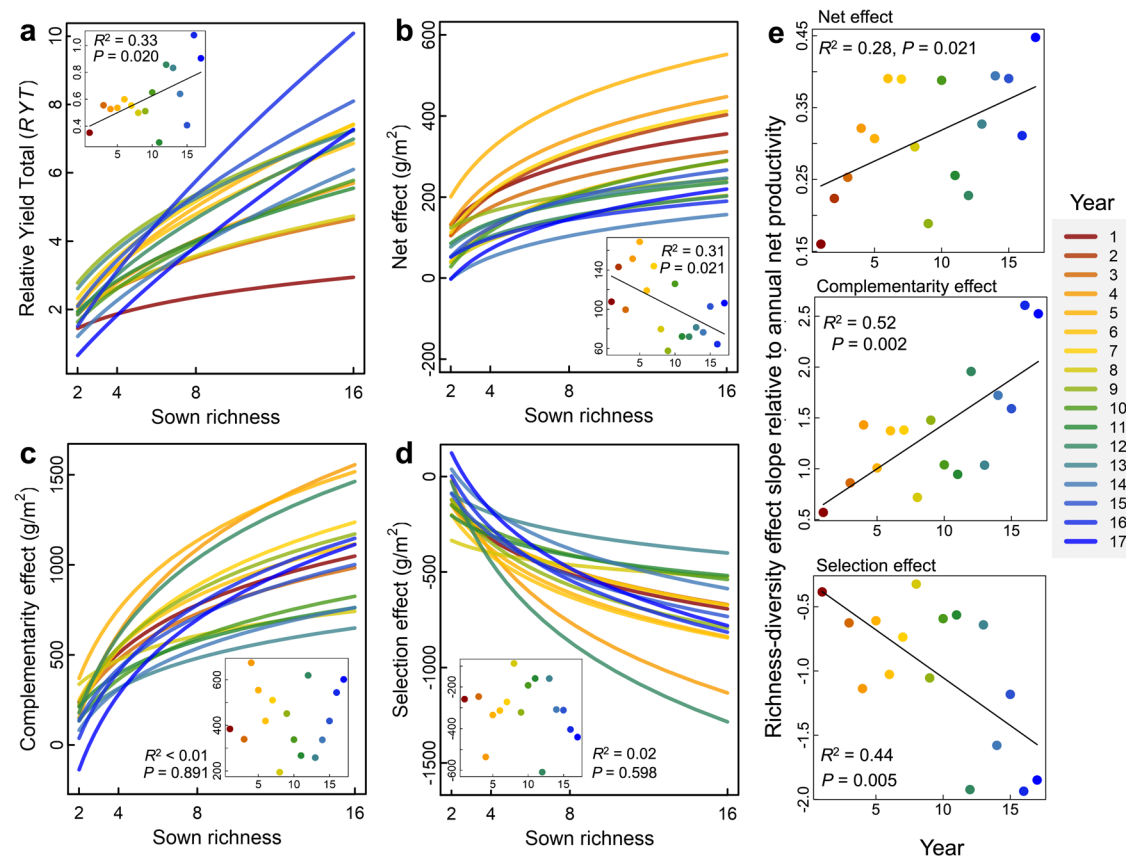 a
R² = 0.33
P = 0.020
0.4 0.6 0.8 1.0
5 10 15
Relative Yield Total (RYT)
2 4 6 8 10
2 4 8 16
Sown richness
b
R² = 0.31
P = 0.021
60 100 140
5 10 15
Net effect (g/m²)
-200 0 200 400 600
2 4 8 16
Sown richness
c
R² < 0.01
P = 0.891
200 400 600
5 10 15
Complementarity effect (g/m²)
0 500 1000 1500
2 4 8 16
Sown richness
d
R² = 0.02
P = 0.598
-600 -400 -200
5 10 15
Selection effect (g/m²)
-1500 -1000 -500 0
2 4 8 16
Sown richness
e
Net effect
R² = 0.28, P = 0.021
0.15 0.25 0.35 0.45
5 10 15
Complementarity effect
R² = 0.52
P = 0.002
0.5 1.0 1.5 2.0 2.5
5 10 15
Selection effect
R² = 0.44
P = 0.005
-2.0 -1.5 -1.0 -0.5
5 10 15
Year
Richness-diversity effect slope relative to annual net productivity
Year
1
2
3
4
5
6
7
8
9
10
11
12
13
14
15
16
17